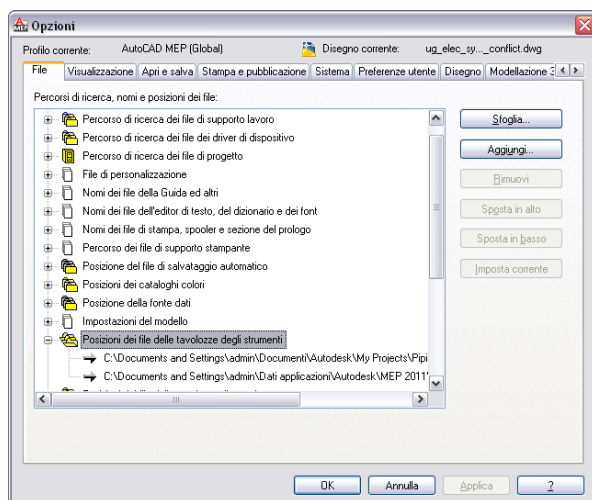 Opzioni
Profilo corrente: AutoCAD MEP (Global) Disegno corrente: ug_elec_sy..._conflict.dwg
File Visualizzazione Apri e salva Stampa e pubblicazione Sistema Preferenze utente Disegno Modellazione 3
Percorsi di ricerca, nomi e posizioni dei file:
Percorso di ricerca dei file di supporto lavoro
Percorso di ricerca dei file dei driver di dispositivo
Percorso di ricerca dei file di progetto
File di personalizzazione
Nomi dei file della Guida ed altri
Nomi dei file dell'editor di testo, del dizionario e dei font
Nomi dei file di stampa, spooler e sezione del prologo
Percorso dei file di supporto stampante
Posizione del file di salvataggio automatico
Posizioni dei cataloghi colori
Posizione della fonte dati
Impostazioni del modello
Posizioni dei file delle tavolozze degli strumenti
C:\Documents and Settings\admin\Documenti\Autodesk\My Projects\Pipi
C:\Documents and Settings\admin\Dati applicazioni\Autodesk\MEP 2011'
Sfoglia...
Aggiungi...
Rimuovi
Sposta in alto
Sposta in basso
Imposta corrente
OK Annulla Applica ?